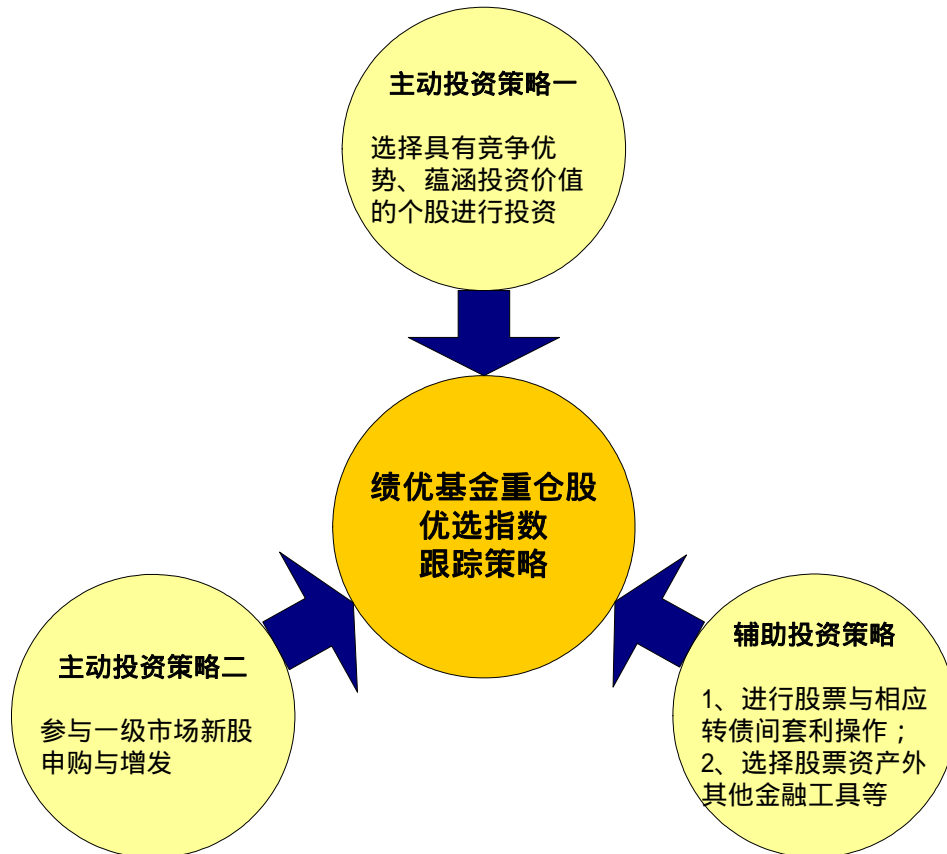 主动投资策略一
选择具有竞争优
势、蕴涵投资价值
的个股进行投资
绩优基金重仓股
优选指数
跟踪策略
主动投资策略二
参与一级市场新股
申购与增发
辅助投资策略
1、进行股票与相应
转债间套利操作；
2、选择股票资产外
其他金融工具等